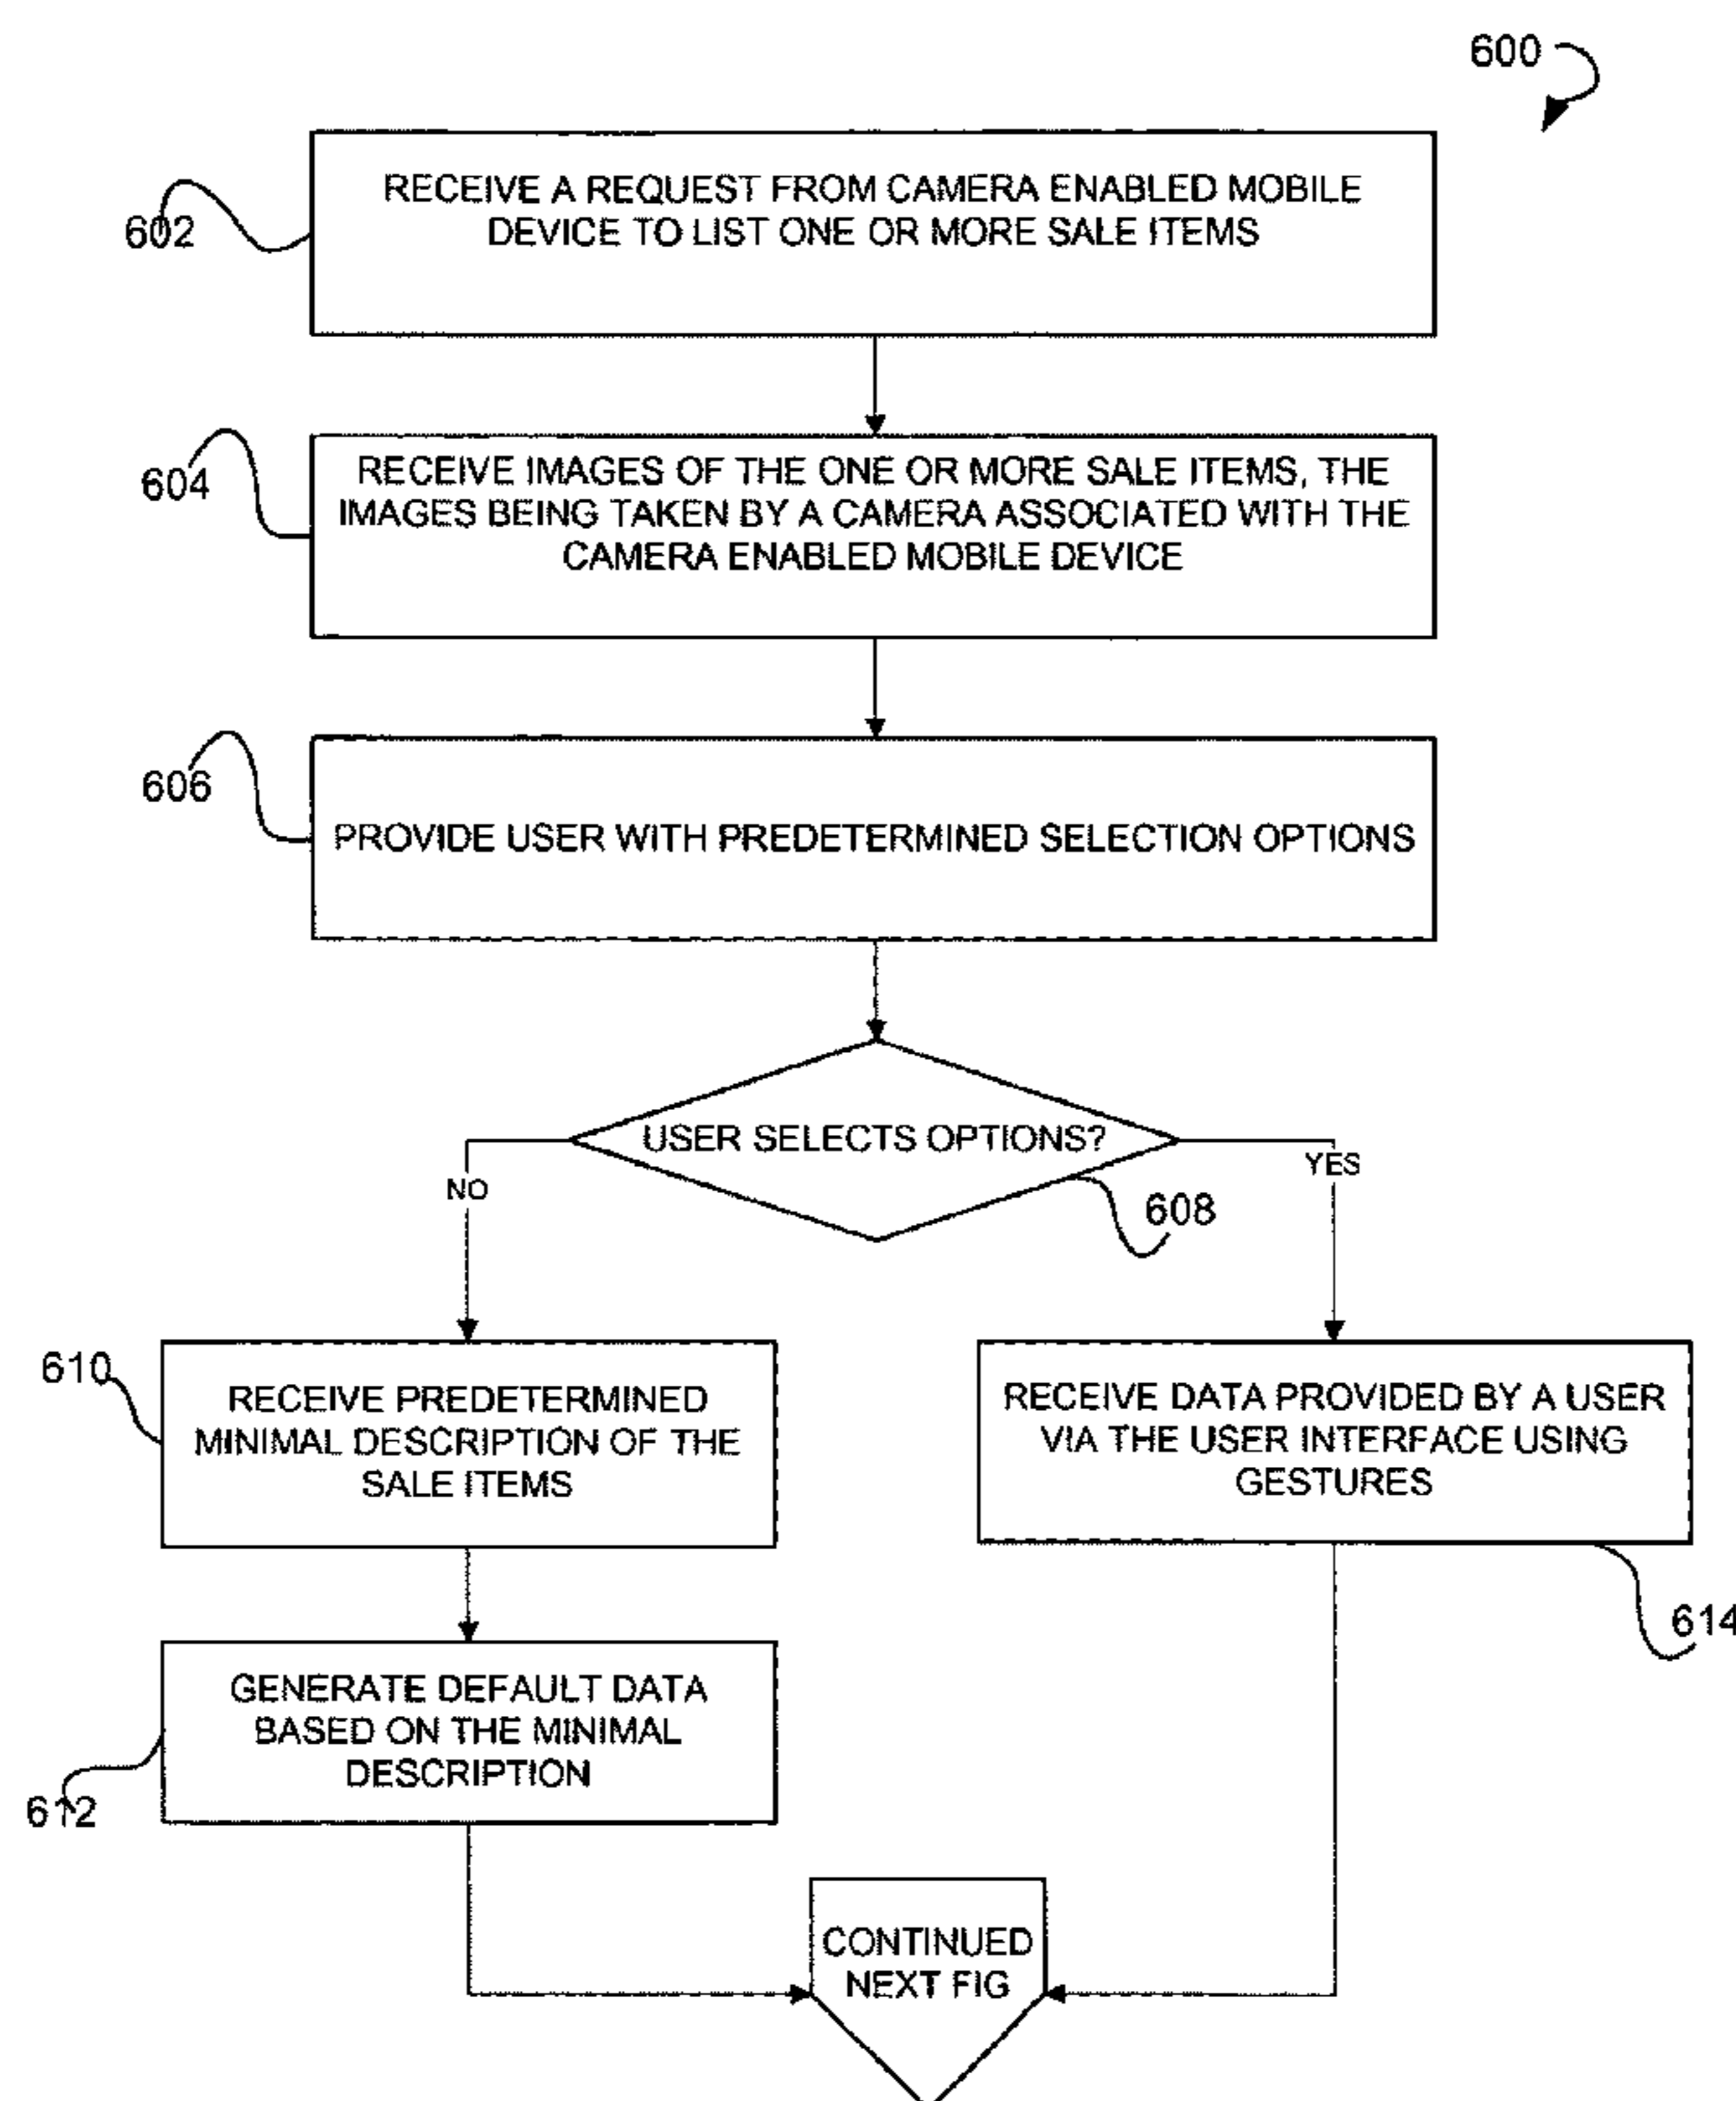 600
RECEIVE A REQUEST FROM CAMERA ENABLED MOBILE
DEVICE TO LIST ONE OR MORE SALE ITEMS
602
RECEIVE IMAGES OF THE ONE OR MORE SALE ITEMS, THE
IMAGES BEING TAKEN BY A CAMERA ASSOCIATED WITH THE
CAMERA ENABLED MOBILE DEVICE
604
606
PROVIDE USER WITH PREDETERMINED SELECTION OPTIONS
USER SELECTS OPTIONS?
NO
YES
608
610
RECEIVE PREDETERMINED
MINIMAL DESCRIPTION OF THE
SALE ITEMS
RECEIVE DATA PROVIDED BY A USER
VIA THE USER INTERFACE USING
GESTURES
614
GENERATE DEFAULT DATA
BASED ON THE MINIMAL
DESCRIPTION
612
CONTINUED
NEXT FIG